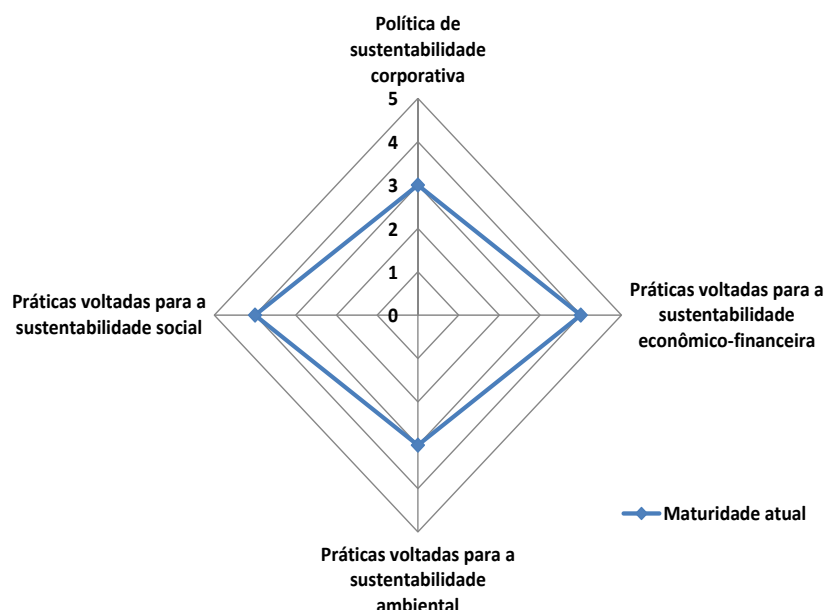 Política de
sustentabilidade
corporativa
5
4
3
2
1
0
Práticas voltadas para a
sustentabilidade social
Práticas voltadas para a
sustentabilidade
econômico-financeira
Maturidade atual
Práticas voltadas para a
sustentabilidade
ambiental